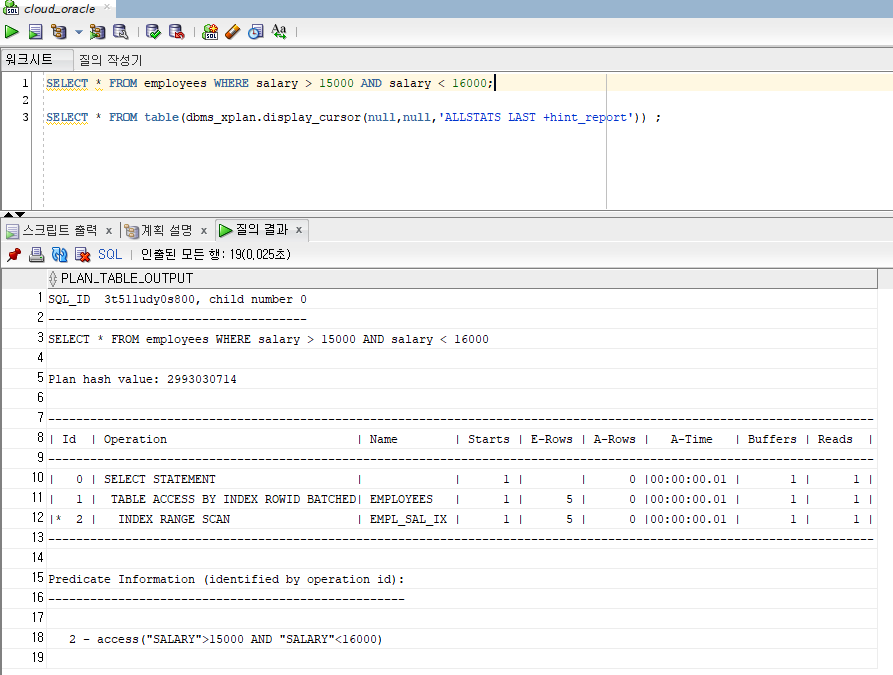 cloud_oracle
워크시트 질의 작성기
1 SELECT * FROM employees WHERE salary > 15000 AND salary < 16000;
2
3 SELECT * FROM table(dbms_xplan.display_cursor(null,null,'ALLSTATS LAST +hint_report')) ;
스크립트 출력 x 계획 설명 x 질의 결과 x
SQL | 인출된 모든 행: 19(0,025초)
PLAN_TABLE_OUTPUT
1 SQL_ID 3t51ludy0s800, child number 0
2 -------------------------------------
3 SELECT * FROM employees WHERE salary > 15000 AND salary < 16000
4
5 Plan hash value: 2993030714
6
7 ----------------------------------------------------------------------------------------------------------------------
8 | Id | Operation | Name | Starts | E-Rows | A-Rows | A-Time | Buffers | Reads |
9 ----------------------------------------------------------------------------------------------------------------------
10 | 0 | SELECT STATEMENT | | 1 | | 0 |00:00:00.01 | 1 | 1 |
11 | 1 | TABLE ACCESS BY INDEX ROWID BATCHED| EMPLOYEES | 1 | 5 | 0 |00:00:00.01 | 1 | 1 |
12 |* 2 | INDEX RANGE SCAN | EMPL_SAL_IX | 1 | 5 | 0 |00:00:00.01 | 1 | 1 |
13 ----------------------------------------------------------------------------------------------------------------------
14
15 Predicate Information (identified by operation id):
16 ---------------------------------------------------
17
18 2 - access("SALARY">15000 AND "SALARY"<16000)
19